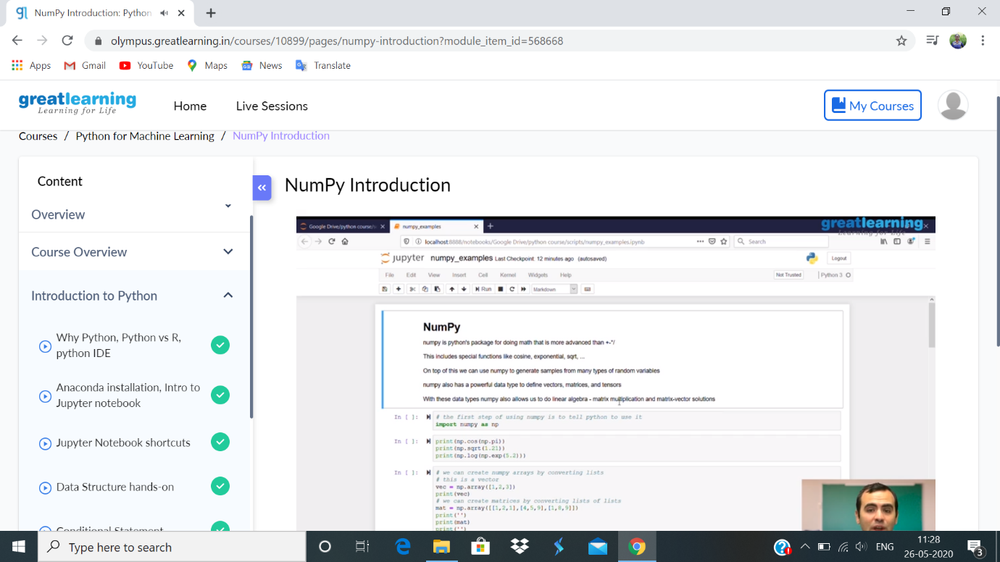 NumPy Introduction: Python
olympus.greatlearning.in/courses/10899/pages/numpy-introduction?module_item_id=568668
Apps Gmail YouTube Maps News Translate
greatlearning
Learning for Life
Home Live Sessions
My Courses
Courses / Python for Machine Learning / NumPy Introduction
Content
Overview
Course Overview
Introduction to Python
Why Python, Python vs R,
python IDE
Anaconda installation, Intro to
Jupyter notebook
Jupyter Notebook shortcuts
Data Structure hands-on
Conditional Statement
NumPy Introduction
Google Drive/python course/
numpy_examples
greatlearning
Learning for Life
localhost:8888/notebooks/Google Drive/python course/scripts/numpy_examples.ipynb
Search
jupyter numpy_examples Last Checkpoint: 12 minutes ago (autosaved)
Logout
File Edit View Insert Cell Kernel Widgets Help
Not Trusted Python 3
Run Markdown
NumPy
numpy is python's package for doing math that is more advanced than +-*/
This includes special functions like cosine, exponential, sqrt, ...
On top of this we can use numpy to generate samples from many types of random variables
numpy also has a powerful data type to define vectors, matrices, and tensors
With these data types numpy also allows us to do linear algebra - matrix multiplication and matrix-vector solutions
In [ ]: # the first step of using numpy is to tell python to use it
import numpy as np
In [ ]: print(np.cos(np.pi))
print(np.sqrt(1.21))
print(np.log(np.exp(5.2)))
In [ ]: # we can create numpy arrays by converting lists
# this is a vector
vec = np.array([1,2,3])
print(vec)
# we can create matrices by converting lists of lists
mat = np.array([[1,2,1],[4,5,9],[1,8,9]])
print('')
print(mat)
print('')
Type here to search
ENG
11:28
26-05-2020
3